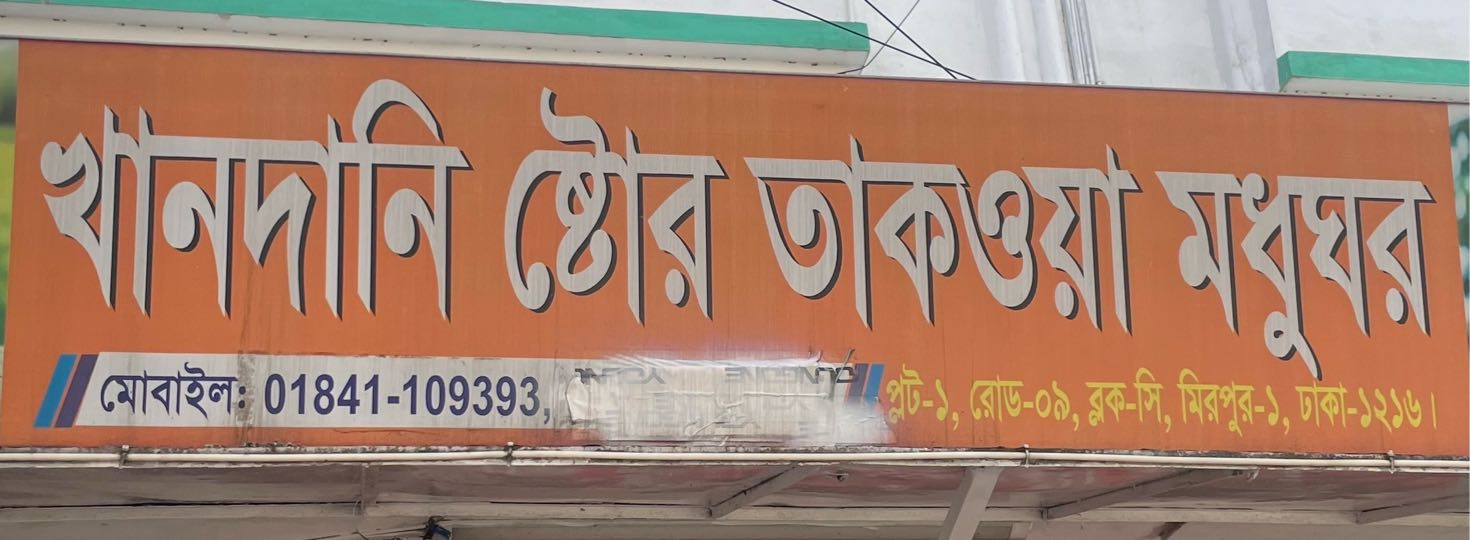 খানদানি ষ্টোর তাকওয়া মধুঘর
মোবাইল: 01841-109393, প্লট-১, রোড-০৯, ব্লক-সি, মিরপুর-১, ঢাকা-১২১৬।